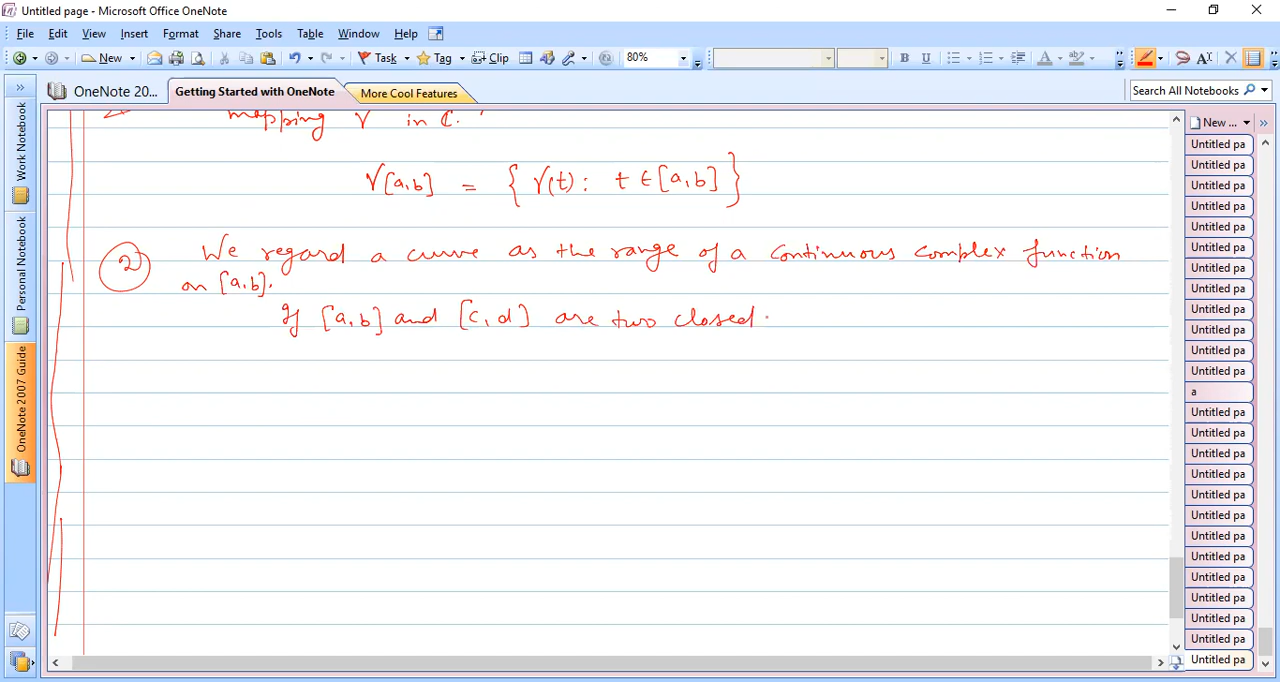 Untitled page - Microsoft Office OneNote
File Edit View Insert Format Share Tools Table Window Help
New Task Tag Clip 80% B U A
OneNote 20... Getting Started with OneNote More Cool Features Search All Notebooks
Work Notebook
Personal Notebook
OneNote 2007 Guide
mapping γ in ℂ.
γ[a,b] = { γ(t) : t ∈ [a,b] }
② We regard a curve as the range of a continuous complex function
on [a,b].
If [a,b] and [c,d] are two closed
New ...
Untitled pa
Untitled pa
Untitled pa
Untitled pa
Untitled pa
Untitled pa
Untitled pa
Untitled pa
Untitled pa
Untitled pa
Untitled pa
Untitled pa
a
Untitled pa
Untitled pa
Untitled pa
Untitled pa
Untitled pa
Untitled pa
Untitled pa
Untitled pa
Untitled pa
Untitled pa
Untitled pa
Untitled pa
Untitled pa